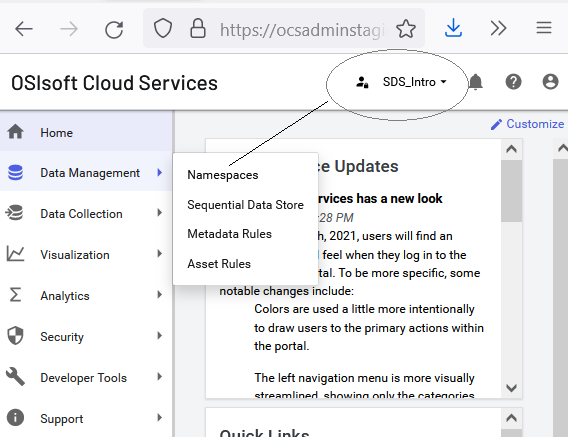 https://ocsadminstagi
OSIsoft Cloud Services
SDS_Intro
Customize
Home
Data Management
Data Collection
Visualization
Analytics
Security
Developer Tools
Support
Namespaces
Sequential Data Store
Metadata Rules
Asset Rules
ce Updates
rvices has a new look
:28 PM
h, 2021, users will find an
feel when they log in to the
rtal. To be more specific, some
notable changes include:
Colors are used a little more intentionally
to draw users to the primary actions within
the portal.
The left navigation menu is more visually
streamlined, showing only the categories
Quick Links